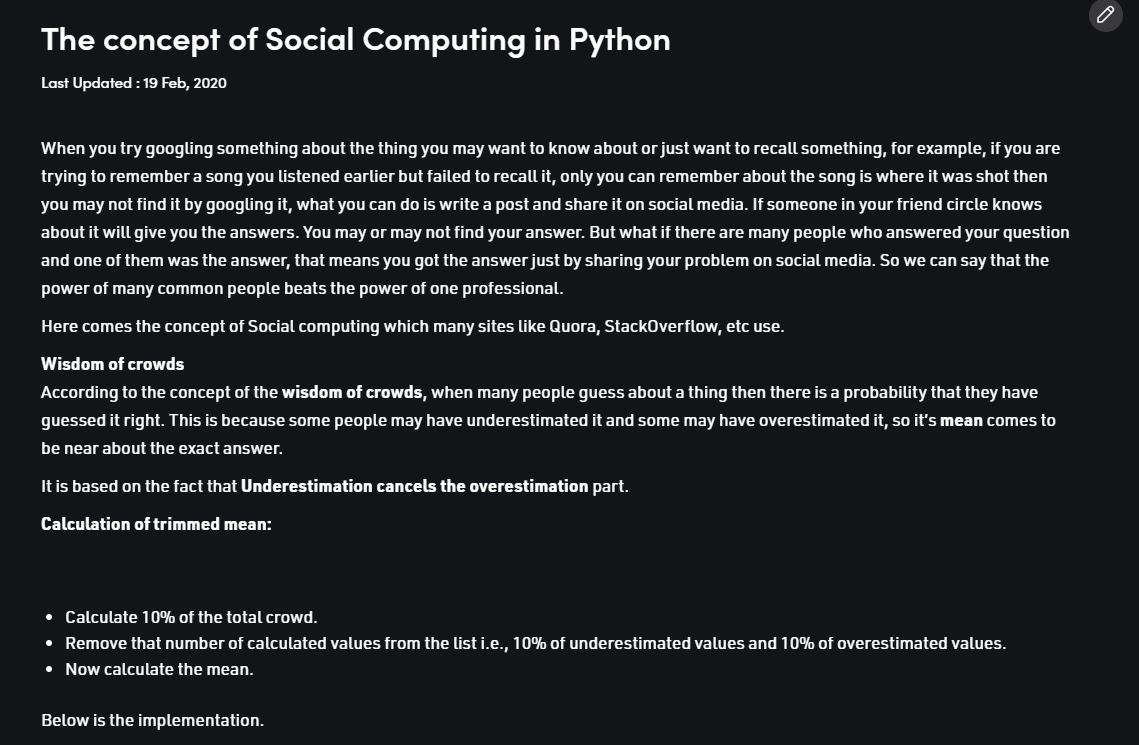 The concept of Social Computing in Python
Last Updated : 19 Feb, 2020
When you try googling something about the thing you may want to know about or just want to recall something, for example, if you are
trying to remember a song you listened earlier but failed to recall it, only you can remember about the song is where it was shot then
you may not find it by googling it, what you can do is write a post and share it on social media. If someone in your friend circle knows
about it will give you the answers. You may or may not find your answer. But what if there are many people who answered your question
and one of them was the answer, that means you got the answer just by sharing your problem on social media. So we can say that the
power of many common people beats the power of one professional.
Here comes the concept of Social computing which many sites like Quora, StackOverflow, etc use.
Wisdom of crowds
According to the concept of the wisdom of crowds, when many people guess about a thing then there is a probability that they have
guessed it right. This is because some people may have underestimated it and some may have overestimated it, so it’s mean comes to
be near about the exact answer.
It is based on the fact that Underestimation cancels the overestimation part.
Calculation of trimmed mean:
• Calculate 10% of the total crowd.
• Remove that number of calculated values from the list i.e., 10% of underestimated values and 10% of overestimated values.
• Now calculate the mean.
Below is the implementation.